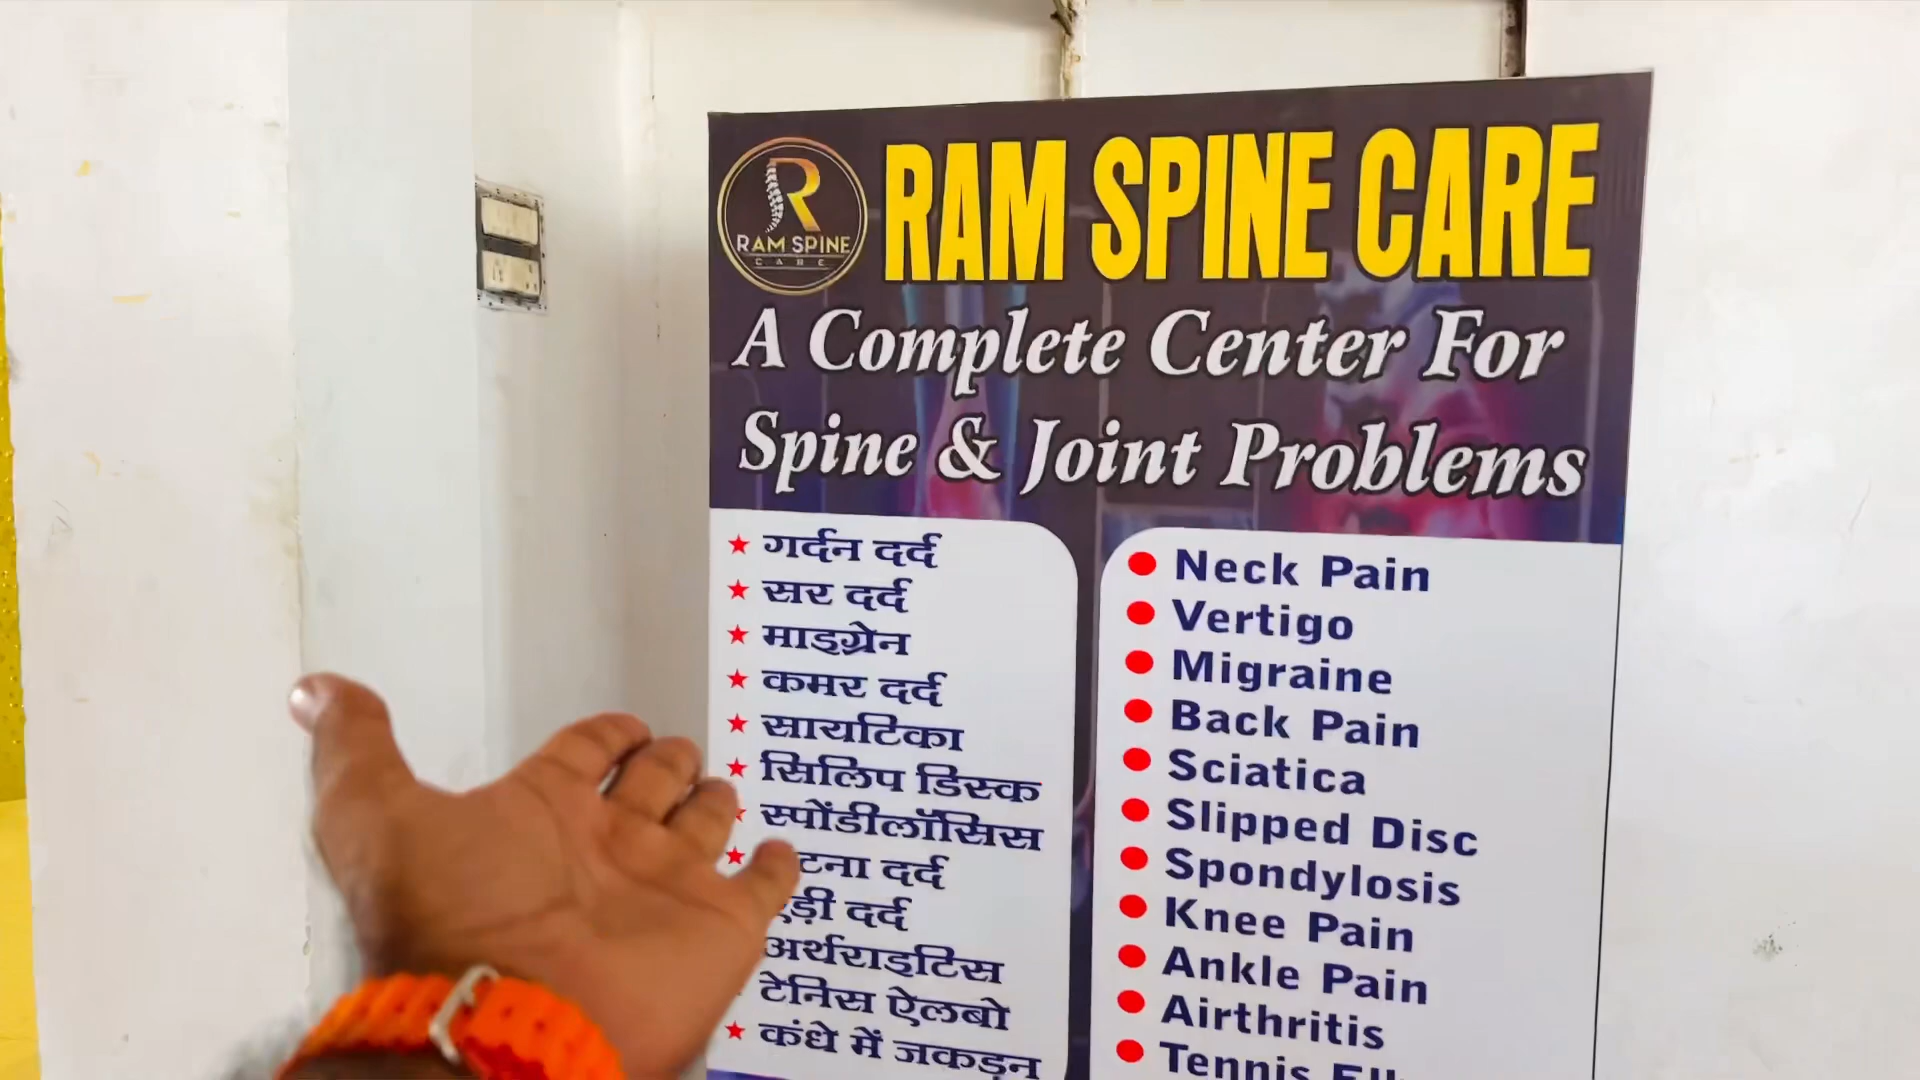 RAM SPINE
CARE
RAM SPINE CARE
A Complete Center For
Spine & Joint Problems
गर्दन दर्द
सर दर्द
माइग्रेन
कमर दर्द
सायटिका
सिलिप डिस्क
स्पोंडीलॉसिस
दर्द
दर्द
अर्थराइटिस
टेनिस ऐलबो
कंधे में जकड़न
Neck Pain
Vertigo
Migraine
Back Pain
Sciatica
Slipped Disc
Spondylosis
Knee Pain
Ankle Pain
Airthritis
Tennis